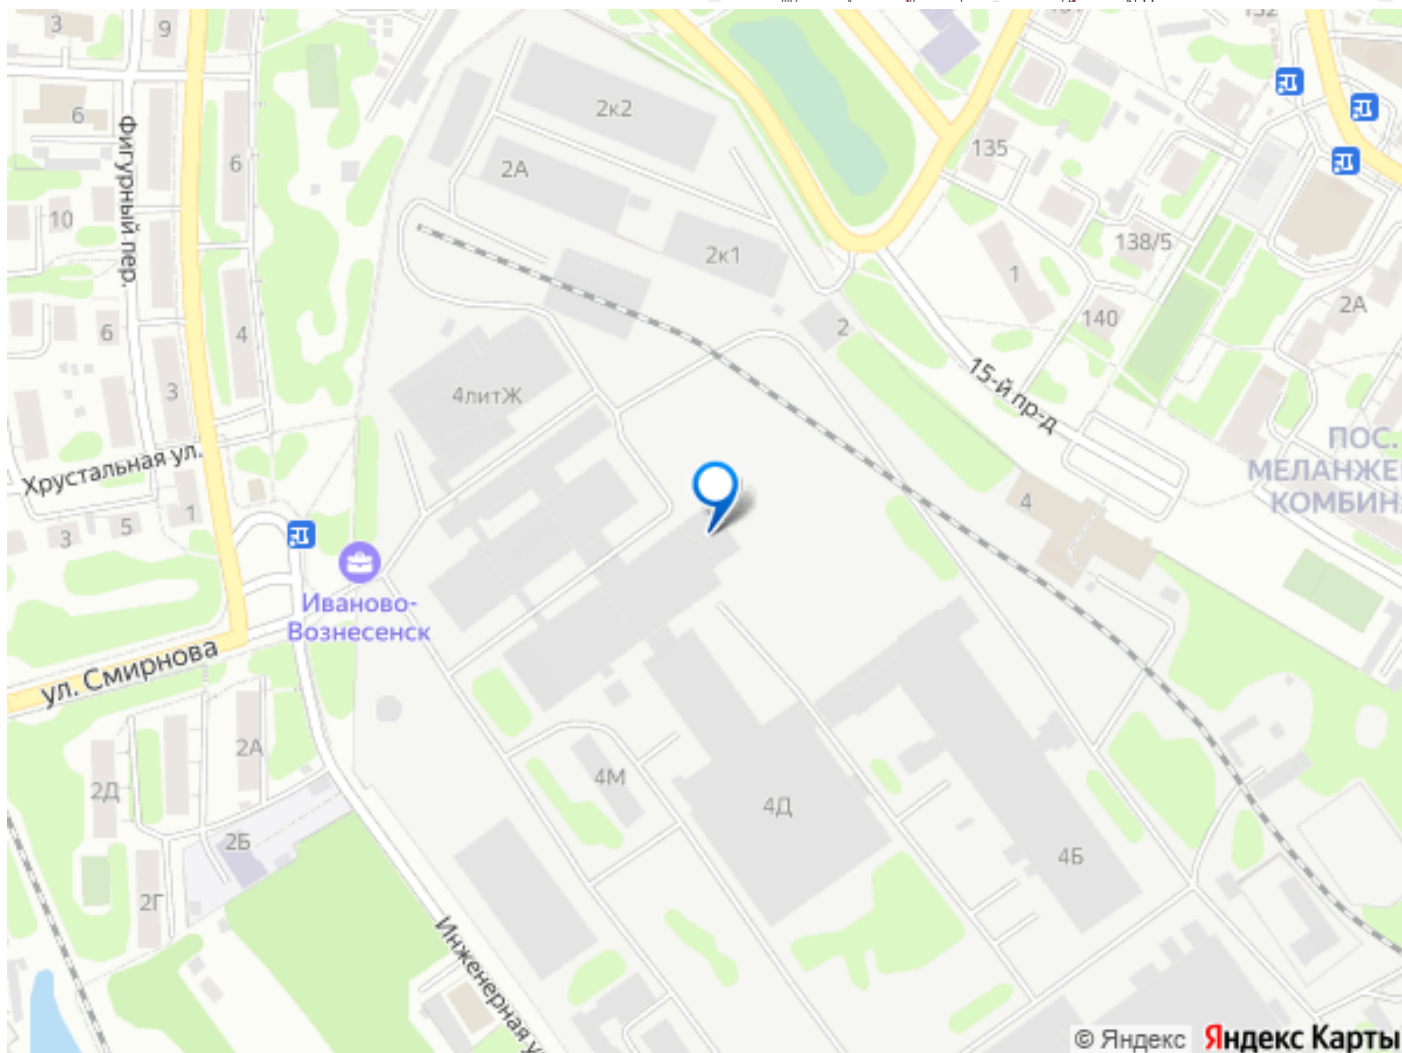 3
9
132
2к2
6
фигурный пер.
6
135
2А
10
138/5
2к1
1
2А
6
4
2
140
3
4литЖ
15-й пр-д
ПОС.
МЕЛАНЖЕ
КОМБИН
Хрустальная ул.
1
5
3
4
Иваново-
Вознесенск
ул. Смирнова
2А
2Д
4М
4Д
2Б
4Б
2Г
Инженерная у
© Яндекс
Яндекс Карты